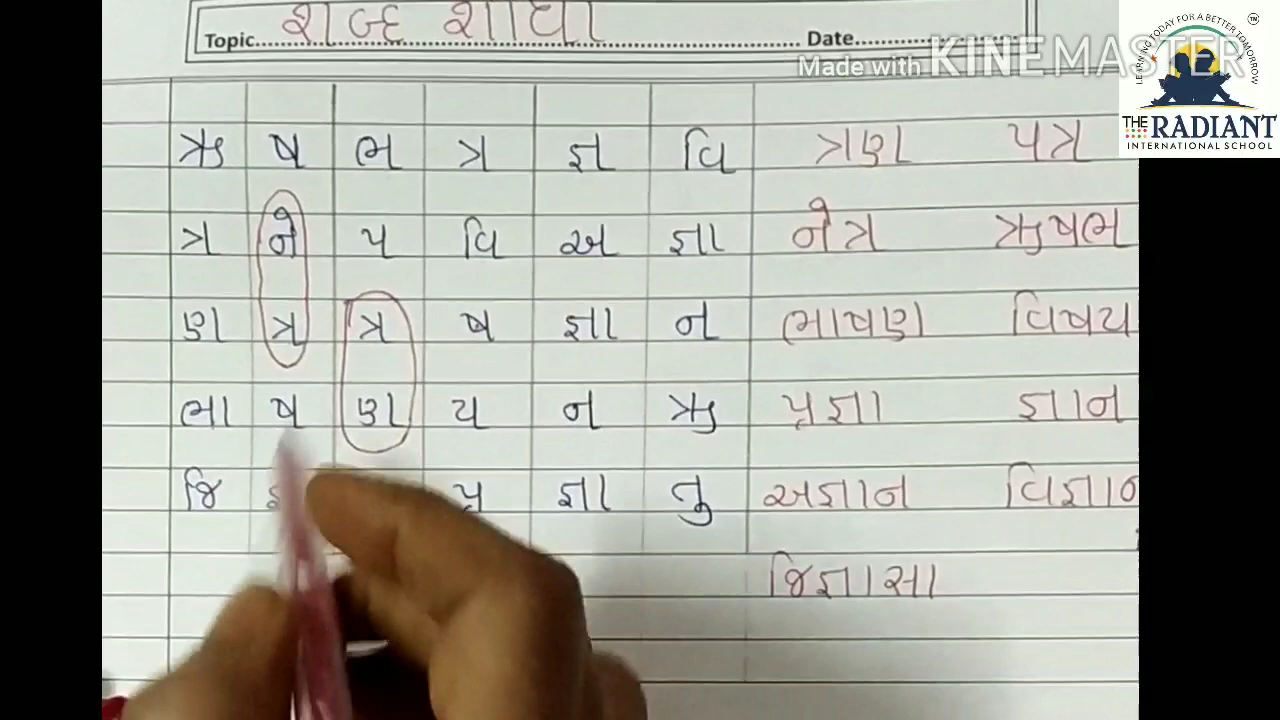 શબ્દ શોધો
Topic Date
Made with KINEMASTER
LEARNING TODAY FOR A BETTER TOMORROW
THE RADIANT
INTERNATIONAL SCHOOL
TM
ઋ ષ ભ ત્ર જ્ઞ વિ ત્રણ પત્ર
ત્ર ને પ વિ અ જ્ઞા નેત્ર ઋષભ
ણ ત્ર ત્ર ષ જ્ઞા ન ભાષણ વિષય
ભા ષ ણ ય ન ઋ પ્રજ્ઞા જ્ઞાન
જિ પ્ર જ્ઞા નુ અજ્ઞાન વિજ્ઞાન
જિજ્ઞાસા